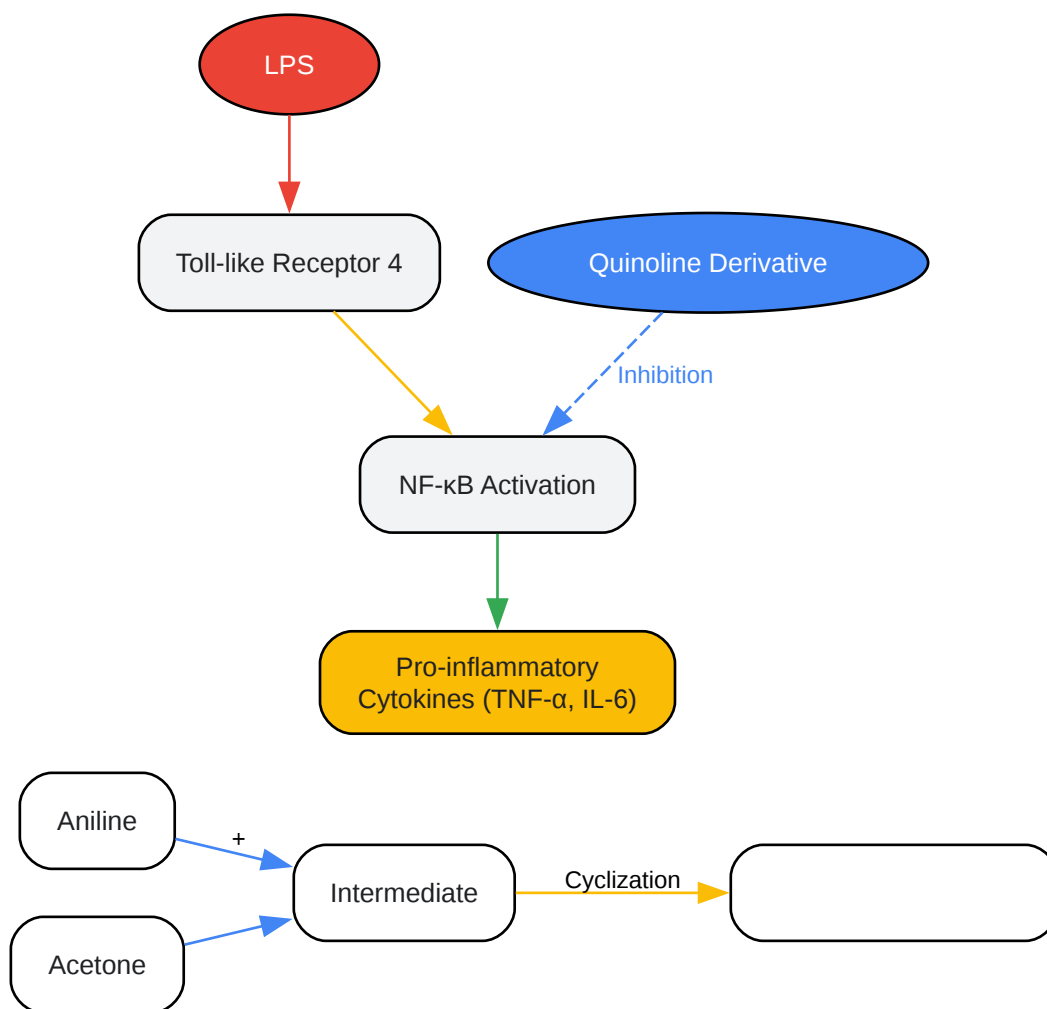 LPS
Toll-like Receptor 4
Quinoline Derivative
Inhibition
NF-κB Activation
Pro-inflammatory
Cytokines (TNF-α, IL-6)
Aniline
+
Intermediate
Cyclization
Acetone